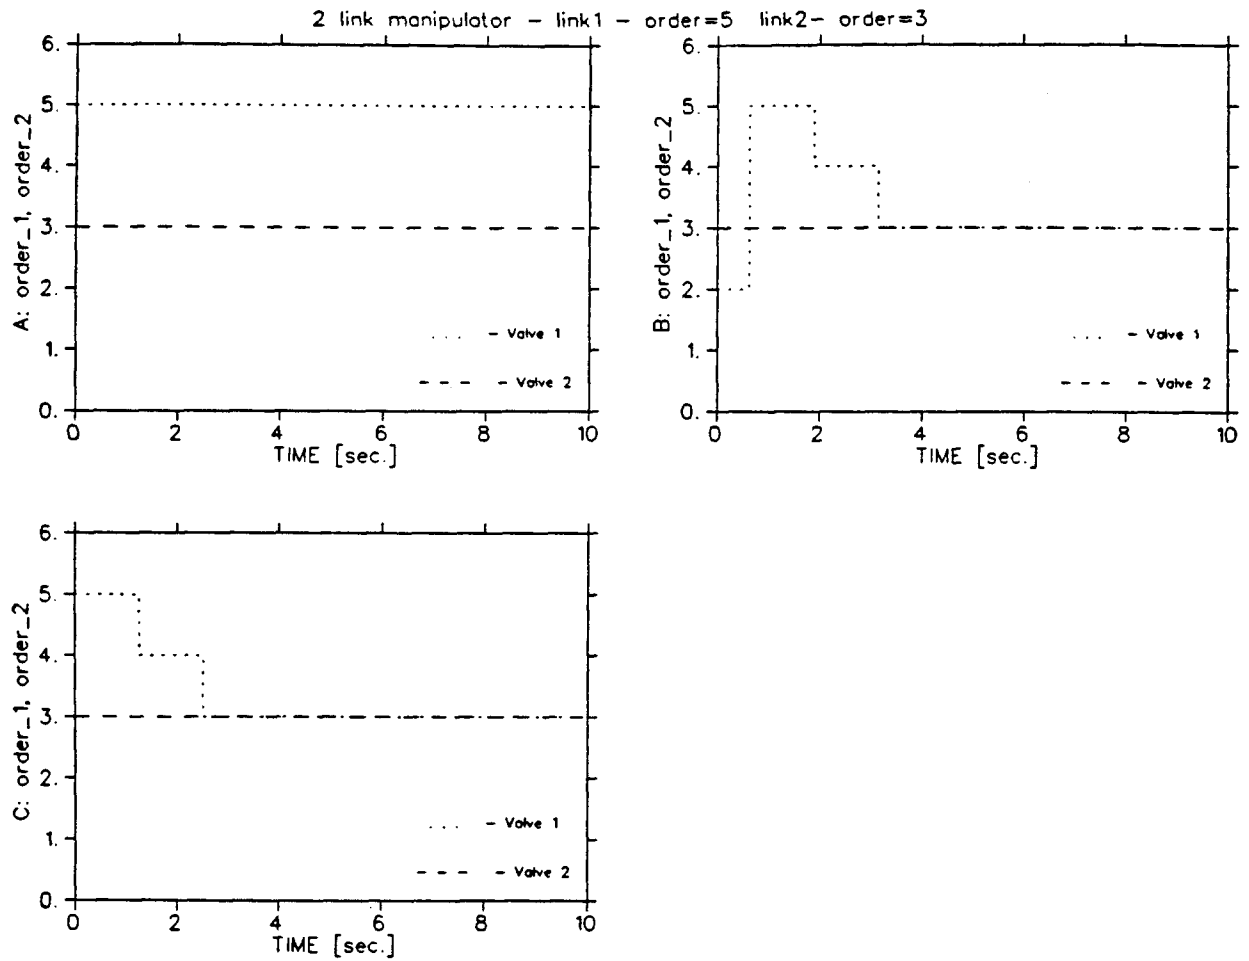 2 link manipulator - link1 - order=5 link2- order=3
A: order_1, order_2
6.
5.
4.
3.
2.
1.
0.
- Valve 1
- Valve 2
0 2 4 6 8 10
TIME [sec.]
B: order_1, order_2
6.
5.
4.
3.
2.
1.
0.
- Valve 1
- Valve 2
0 2 4 6 8 10
TIME [sec.]
C: order_1, order_2
6.
5.
4.
3.
2.
1.
0.
- Valve 1
- Valve 2
0 2 4 6 8 10
TIME [sec.]